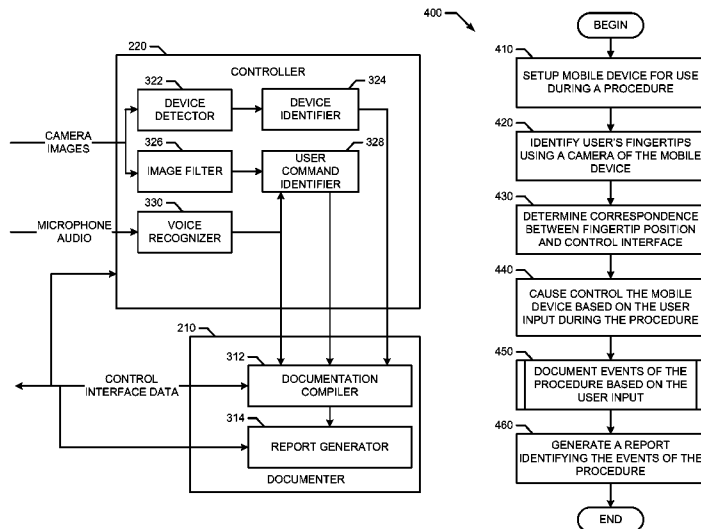 220
CONTROLLER
322
DEVICE
DETECTOR
324
DEVICE
IDENTIFIER
CAMERA
IMAGES
326
IMAGE FILTER
328
USER
COMMAND
IDENTIFIER
330
MICROPHONE
AUDIO
VOICE
RECOGNIZER
210
312
CONTROL
INTERFACE DATA
DOCUMENTATION
COMPILER
314
REPORT GENERATOR
DOCUMENTER
400
BEGIN
410
SETUP MOBILE DEVICE FOR USE
DURING A PROCEDURE
420
IDENTIFY USER'S FINGERTIPS
USING A CAMERA OF THE MOBILE
DEVICE
430
DETERMINE CORRESPONDENCE
BETWEEN FINGERTIP POSITION
AND CONTROL INTERFACE
440
CAUSE CONTROL THE MOBILE
DEVICE BASED ON THE USER
INPUT DURING THE PROCEDURE
450
DOCUMENT EVENTS OF THE
PROCEDURE BASED ON THE
USER INPUT
460
GENERATE A REPORT
IDENTIFYING THE EVENTS OF THE
PROCEDURE
END